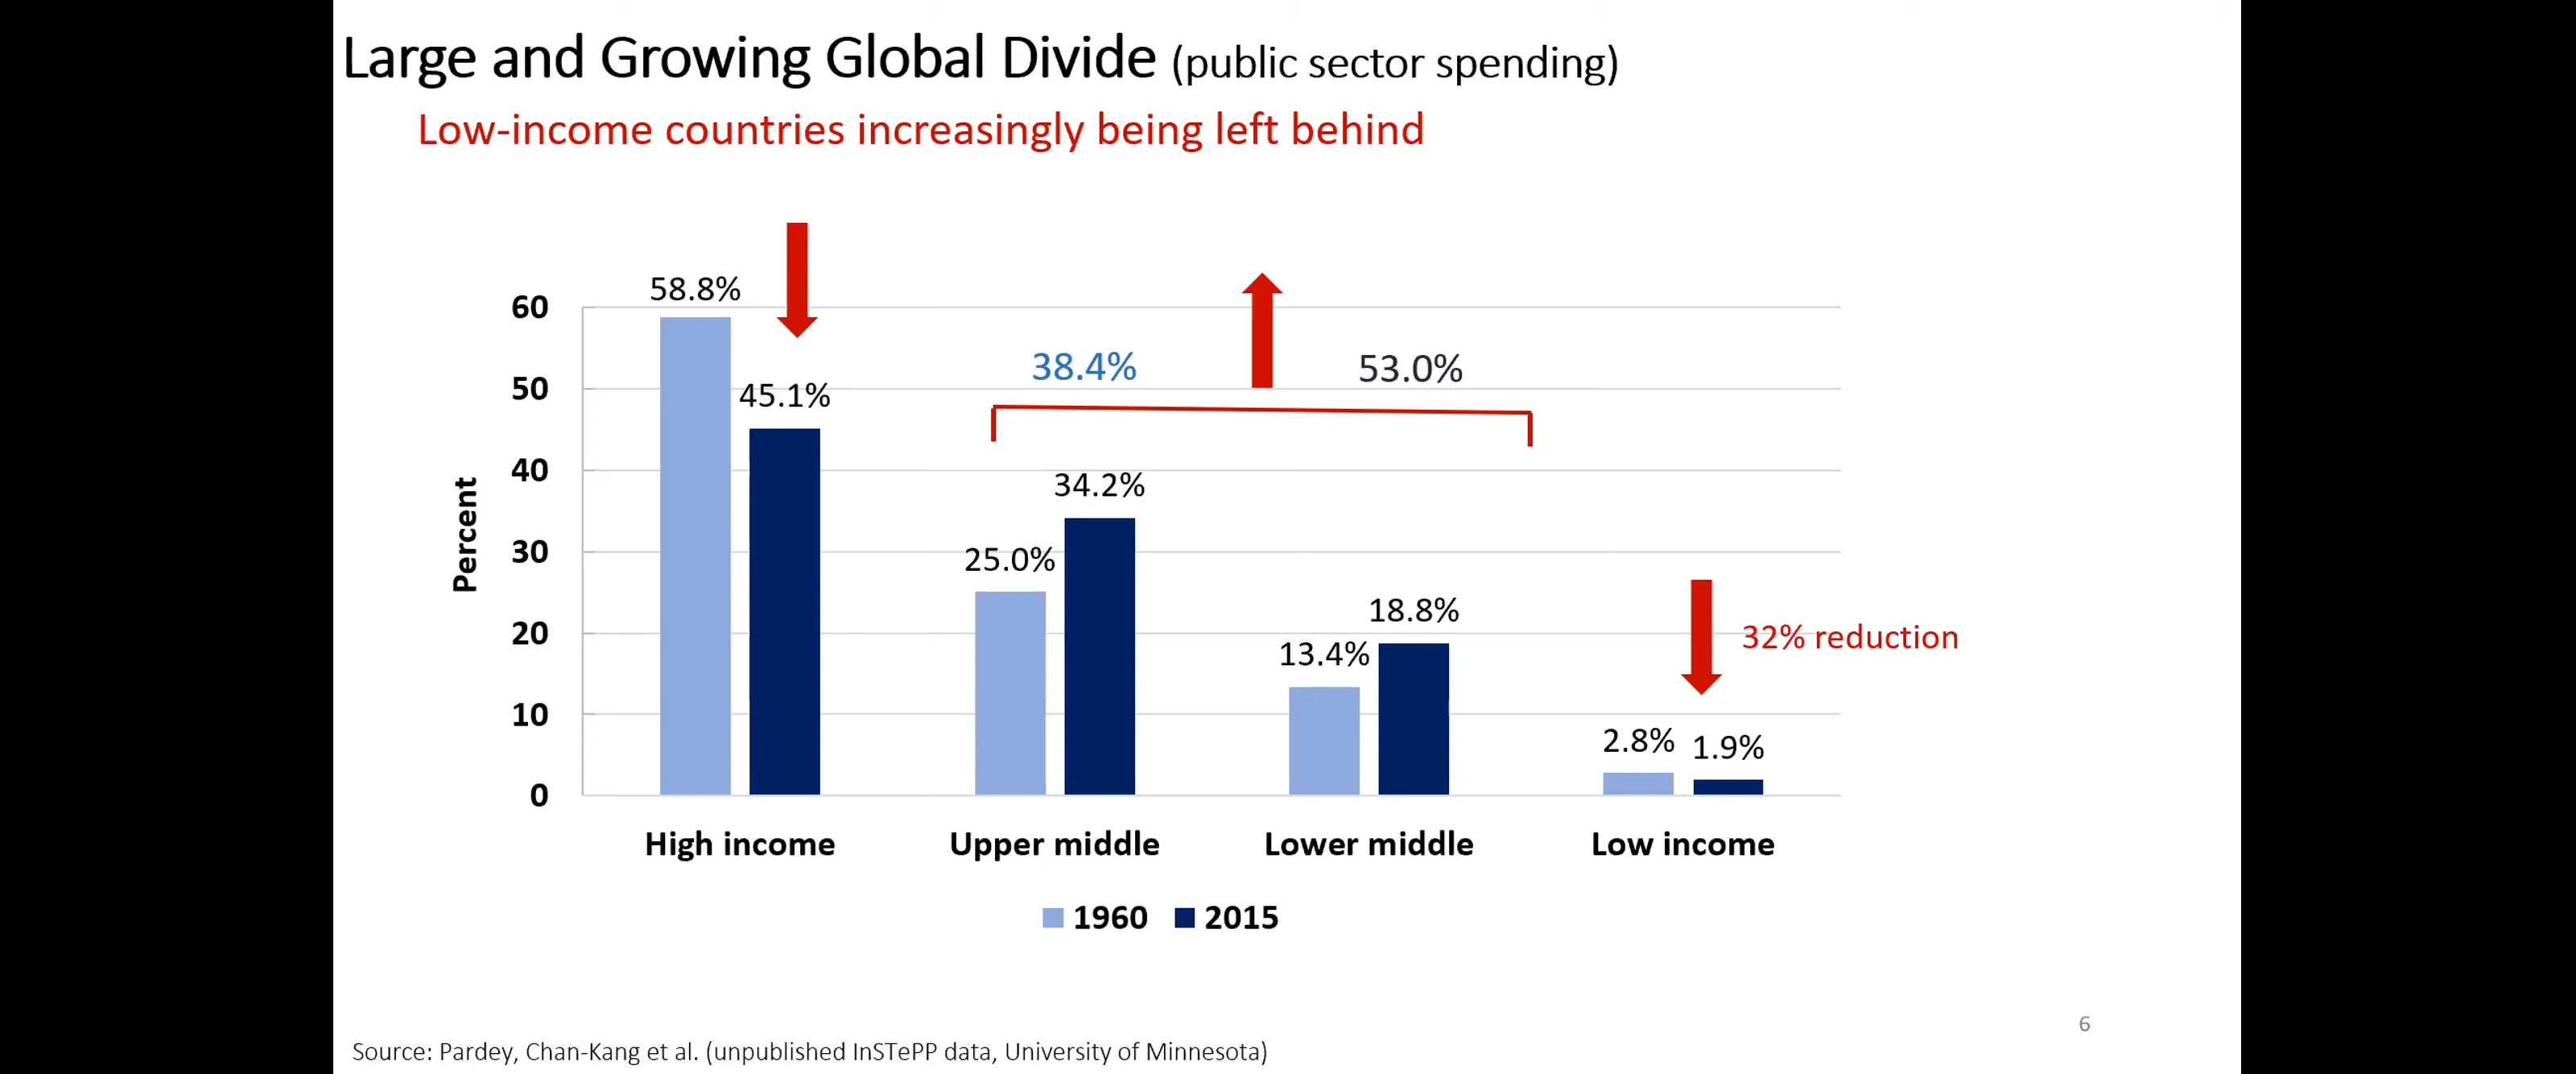 Large and Growing Global Divide (public sector spending)
Low-income countries increasingly being left behind
58.8%
45.1%
38.4%
53.0%
25.0%
34.2%
13.4%
18.8%
2.8%
1.9%
32% reduction
60
50
40
30
20
10
0
Percent
High income
Upper middle
Lower middle
Low income
1960
2015
6
Source: Pardey, Chan-Kang et al. (unpublished InSTePP data, University of Minnesota)